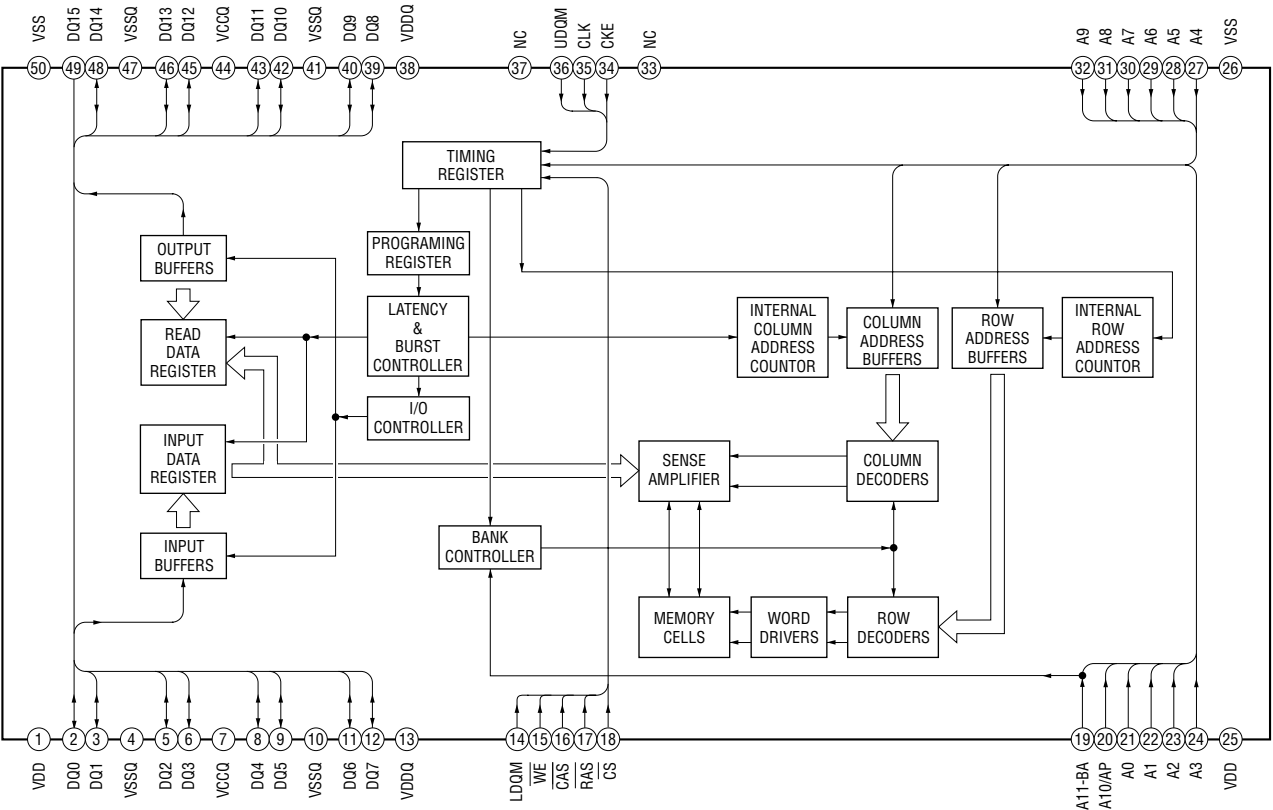 VSS
DQ15
DQ14
VSSQ
DQ13
DQ12
VCCQ
DQ11
DQ10
VSSQ
DQ9
DQ8
VDDQ
NC
UDQM
CLK
CKE
NC
A9
A8
A7
A6
A5
A4
VSS
50
49
48
47
46
45
44
43
42
41
40
39
38
37
36
35
34
33
32
31
30
29
28
27
26
TIMING
REGISTER
OUTPUT
BUFFERS
PROGRAMING
REGISTER
READ
DATA
REGISTER
LATENCY
&
BURST
CONTROLLER
INTERNAL
COLUMN
ADDRESS
COUNTOR
COLUMN
ADDRESS
BUFFERS
ROW
ADDRESS
BUFFERS
INTERNAL
ROW
ADDRESS
COUNTOR
I/O
CONTROLLER
INPUT
DATA
REGISTER
SENSE
AMPLIFIER
COLUMN
DECODERS
INPUT
BUFFERS
BANK
CONTROLLER
MEMORY
CELLS
WORD
DRIVERS
ROW
DECODERS
1
2
3
4
5
6
7
8
9
10
11
12
13
14
15
16
17
18
19
20
21
22
23
24
25
VDD
DQ0
DQ1
VSSQ
DQ2
DQ3
VCCQ
DQ4
DQ5
VSSQ
DQ6
DQ7
VDDQ
LDQM
WE
CAS
RAS
CS
A11-BA
A10/AP
A0
A1
A2
A3
VDD